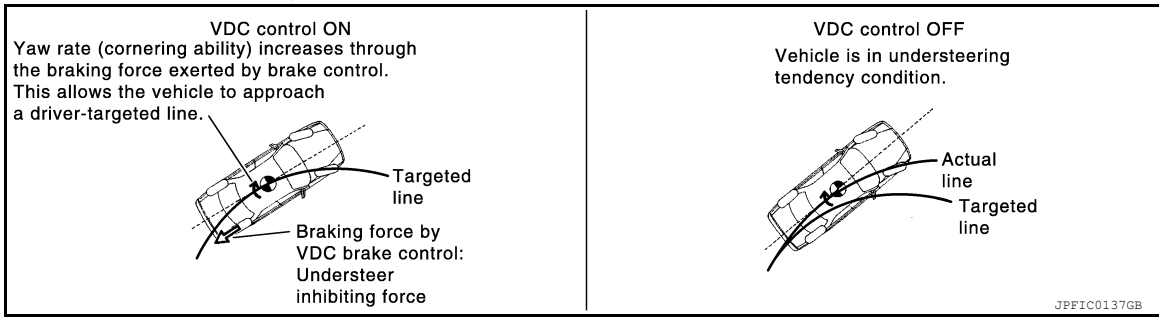 VDC control ON
Yaw rate (cornering ability) increases through
the braking force exerted by brake control.
This allows the vehicle to approach
a driver-targeted line.
Targeted
line
Braking force by
VDC brake control:
Understeer
inhibiting force
VDC control OFF
Vehicle is in understeering
tendency condition.
Actual
line
Targeted
line
JPFIC0137GB